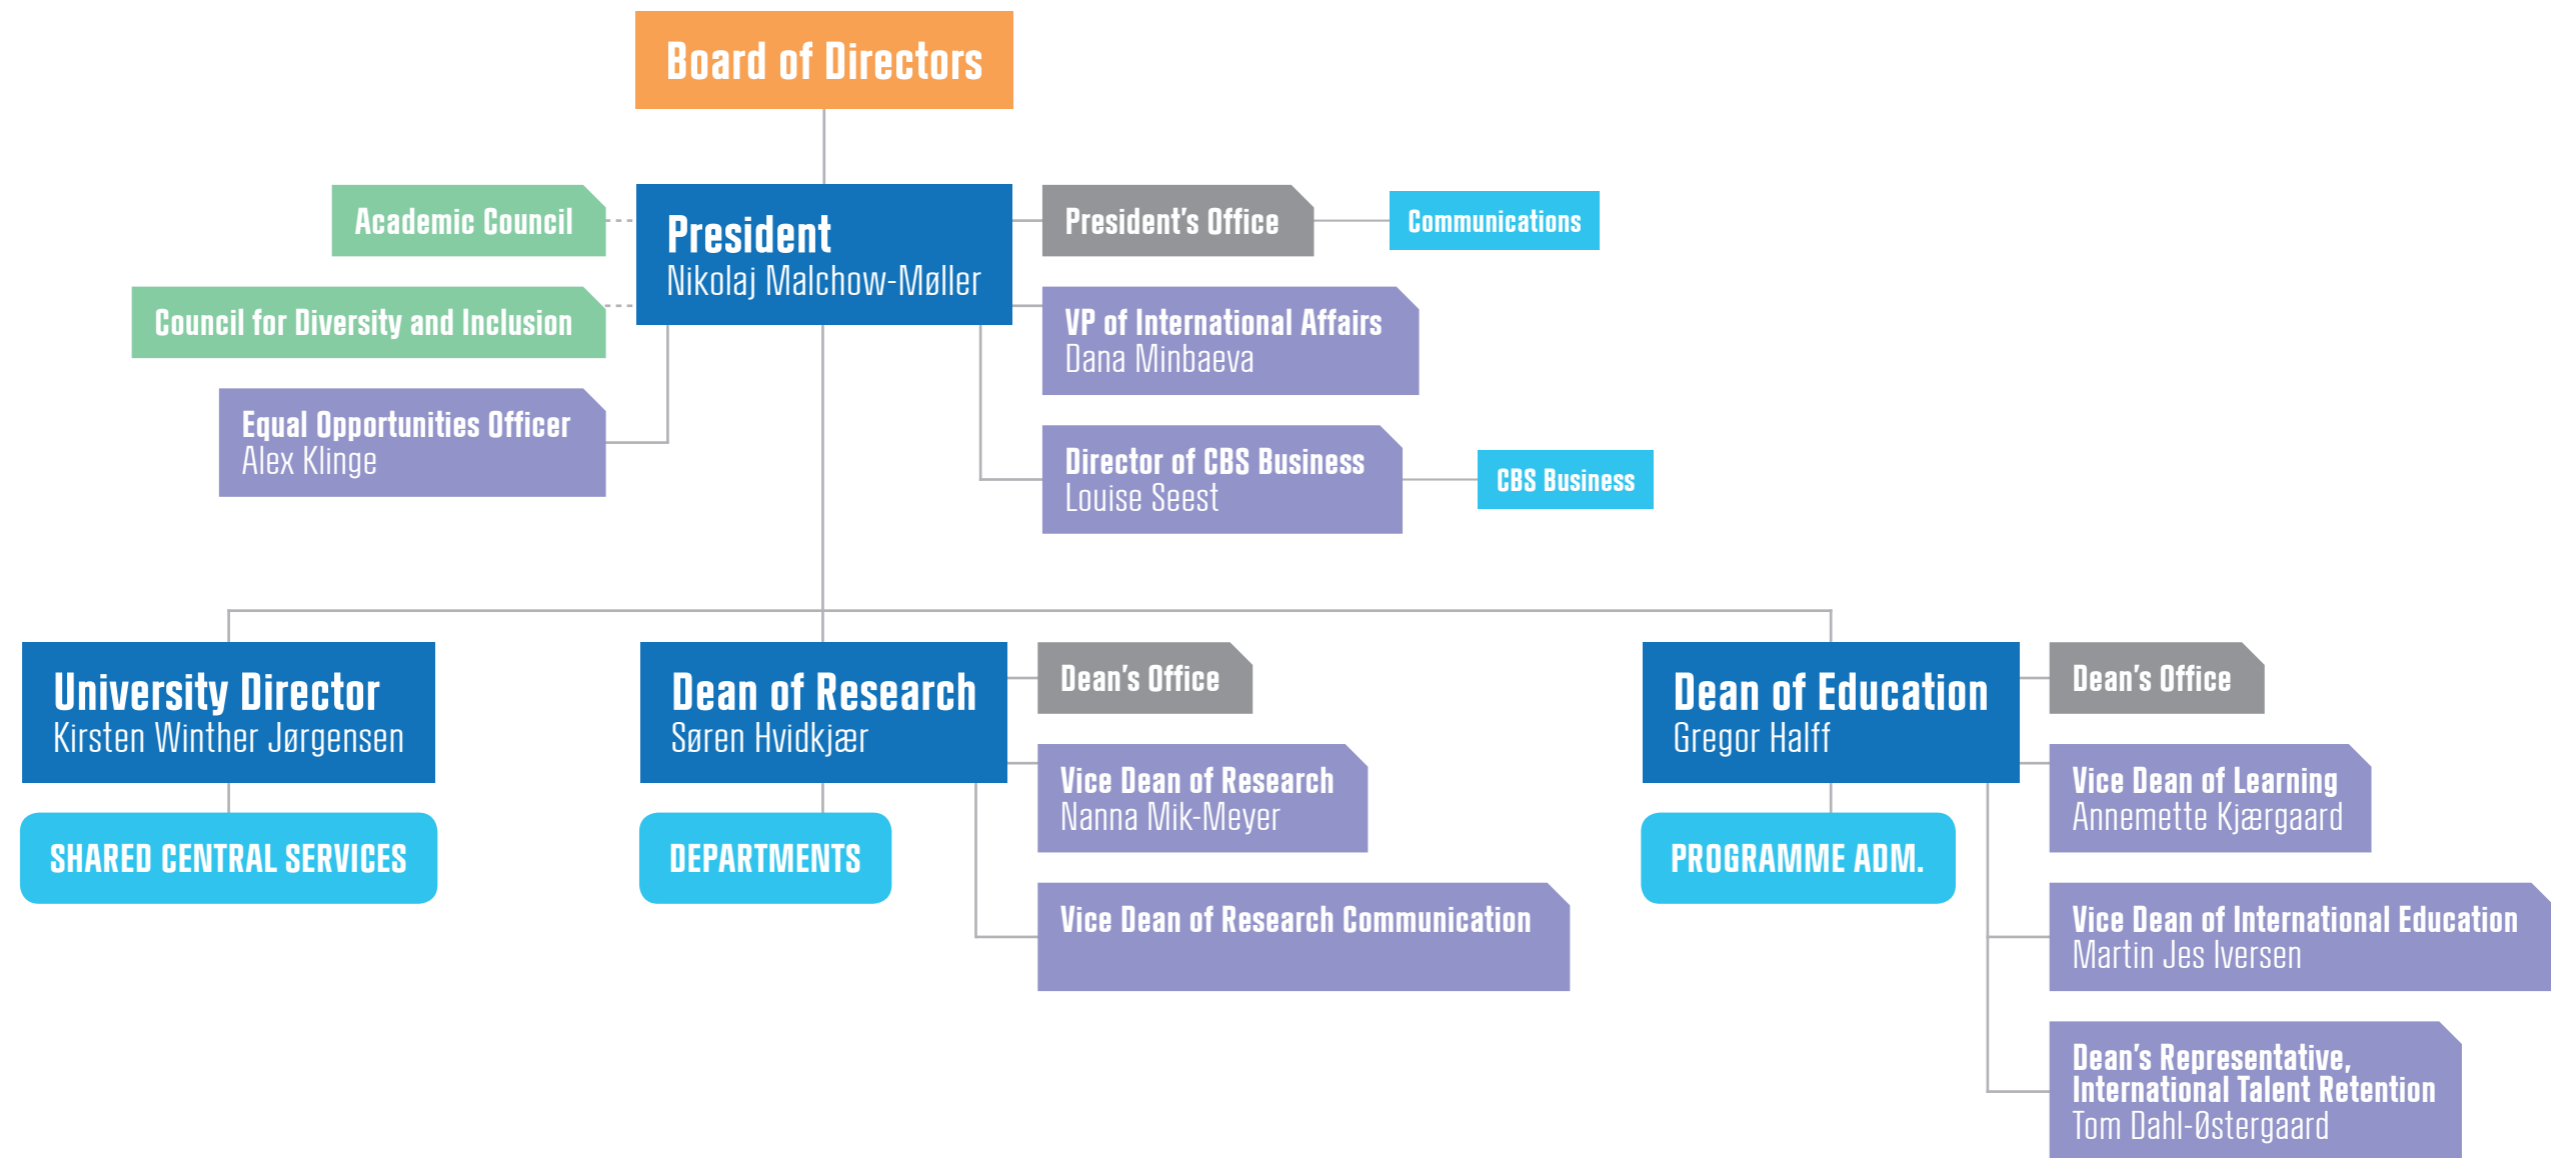 Board of Directors
Academic Council
President
Nikolaj Malchow-Møller
President's Office
Communications
Council for Diversity and Inclusion
VP of International Affairs
Dana Minbaeva
Equal Opportunities Officer
Alex Klinge
Director of CBS Business
Louise Seest
CBS Business
University Director
Kirsten Winther Jørgensen
SHARED CENTRAL SERVICES
Dean of Research
Søren Hvidkjær
DEPARTMENTS
Dean's Office
Vice Dean of Research
Nanna Mik-Meyer
Vice Dean of Research Communication
Dean of Education
Gregor Halff
PROGRAMME ADM.
Dean's Office
Vice Dean of Learning
Annemette Kjærgaard
Vice Dean of International Education
Martin Jes Iversen
Dean's Representative,
International Talent Retention
Tom Dahl-Østergaard